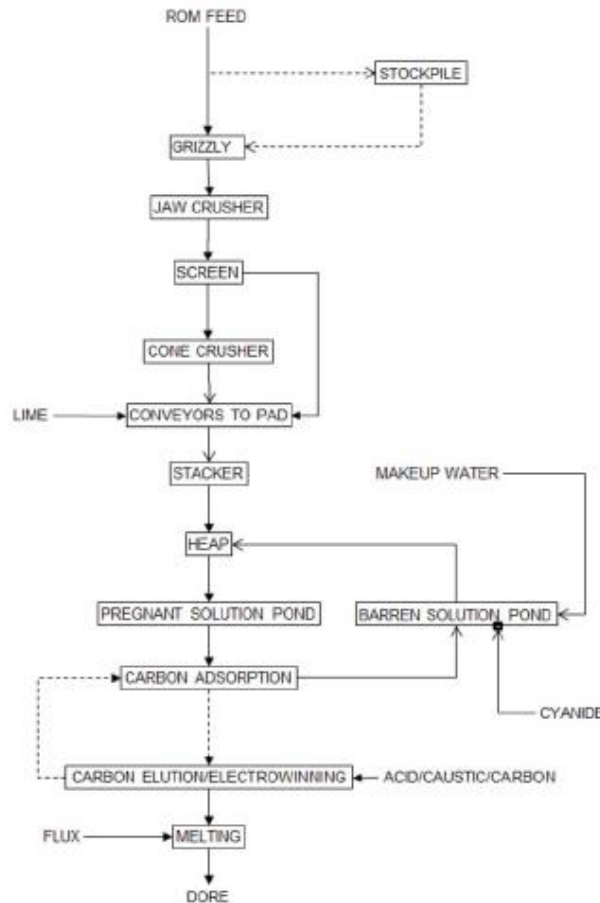 ROM FEED
STOCKPILE
GRIZZLY
JAW CRUSHER
SCREEN
CONE CRUSHER
LIME
CONVEYORS TO PAD
STACKER
MAKEUP WATER
HEAP
PREGNANT SOLUTION POND
BARREN SOLUTION POND
CARBON ADSORPTION
CYANIDE
CARBON ELUTION/ELECTROWINNING
ACID/CAUSTIC/CARBON
FLUX
MELTING
DORE